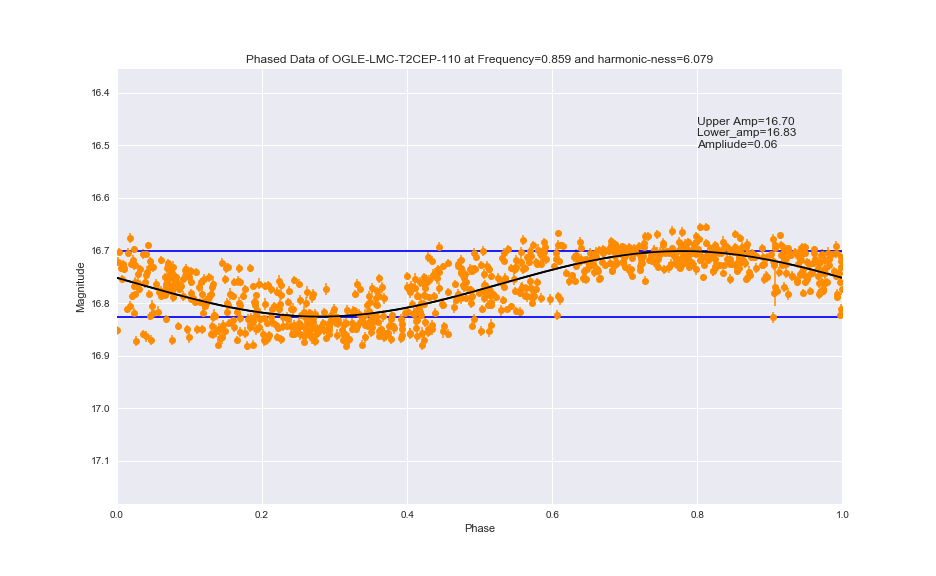 Phased Data of OGLE-LMC-T2CEP-110 at Frequency=0.859 and harmonic-ness=6.079
Upper Amp=16.70
Lower_amp=16.83
Ampliude=0.06
Magnitude
16.4
16.5
16.6
16.7
16.8
16.9
17.0
17.1
0.0 0.2 0.4 0.6 0.8 1.0
Phase